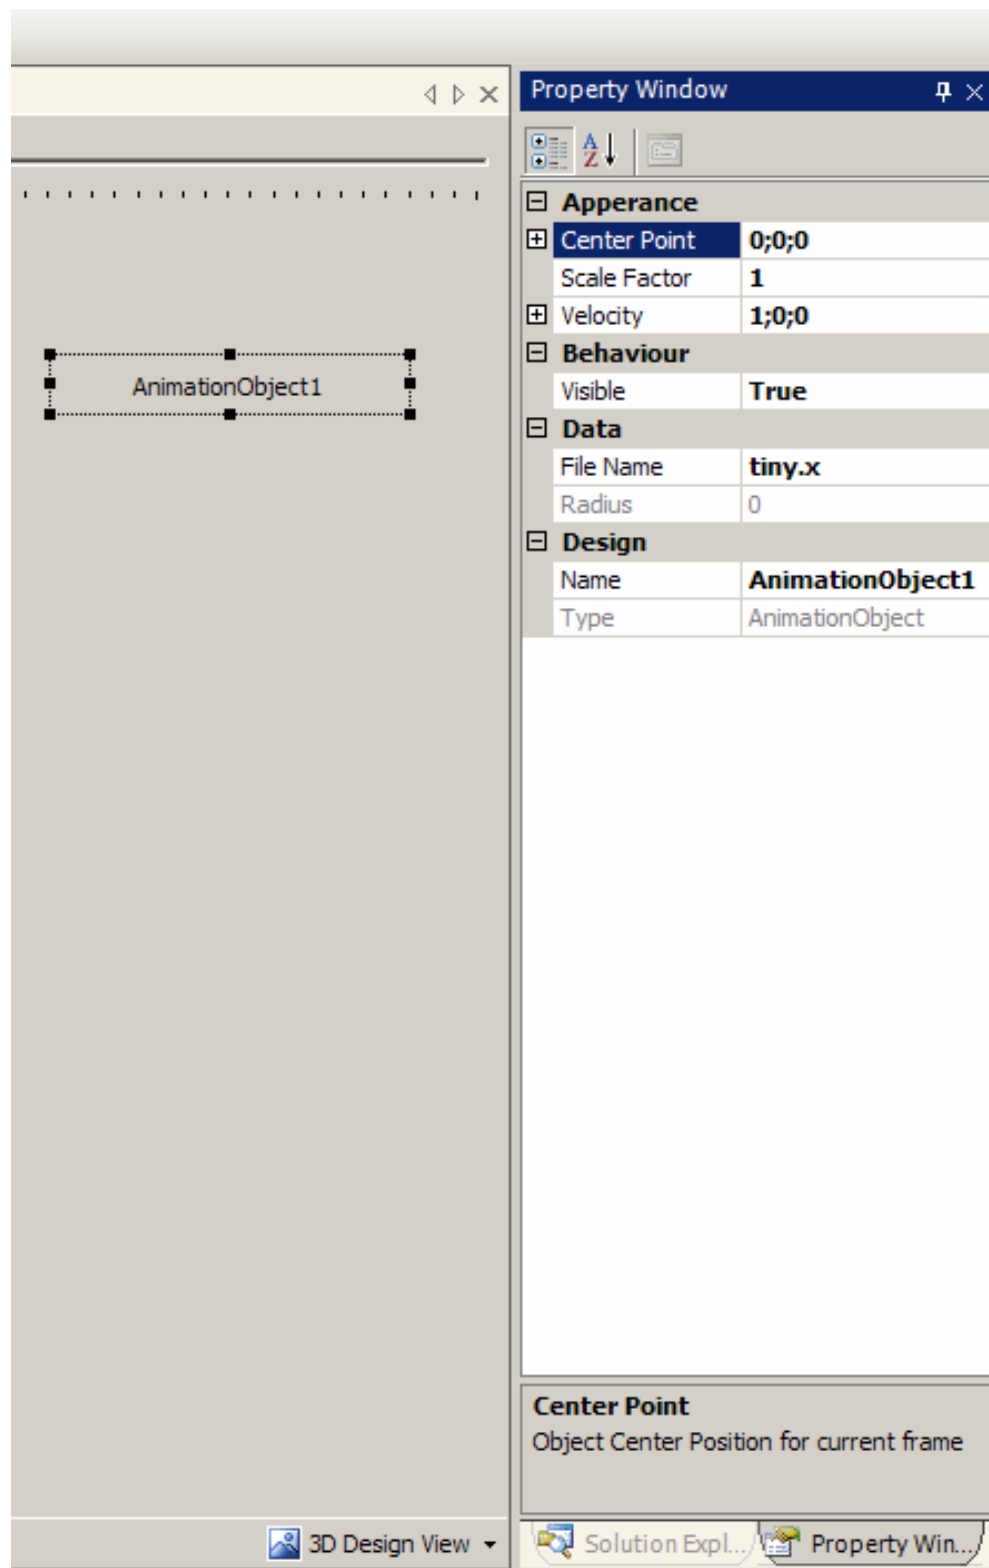 Property Window
Apperance
Center Point 0;0;0
Scale Factor 1
Velocity 1;0;0
Behaviour
Visible True
Data
File Name tiny.x
Radius 0
Design
Name AnimationObject1
Type AnimationObject
AnimationObject1
Center Point
Object Center Position for current frame
3D Design View
Solution Expl... Property Win...